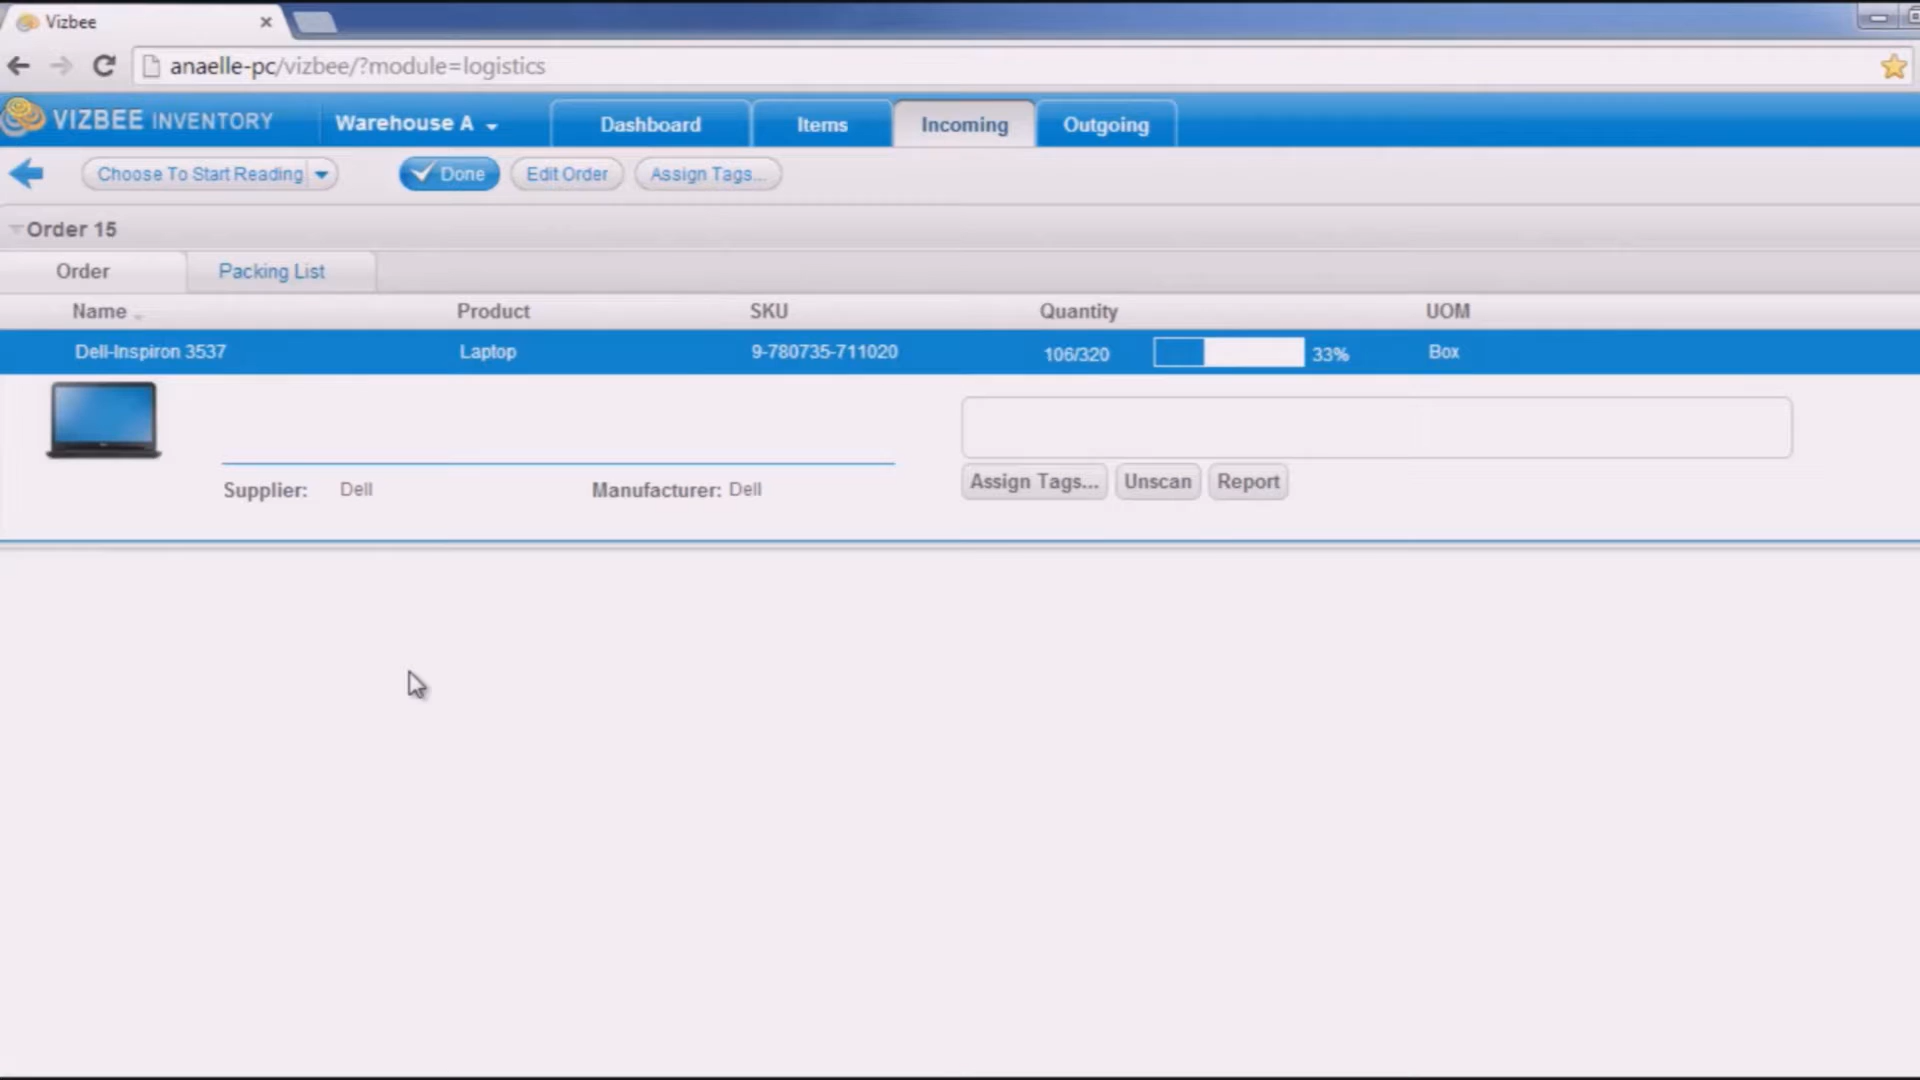 Vizbee
anaelle-pc/vizbee/?module=logistics
VIZBEE INVENTORY Warehouse A Dashboard Items Incoming Outgoing
Choose To Start Reading Done Edit Order Assign Tags...
Order 15
Order Packing List
Name Product SKU Quantity UOM
Dell-Inspiron 3537 Laptop 9-780735-711020 106/320 33% Box
Assign Tags... Unscan Report
Supplier: Dell Manufacturer: Dell